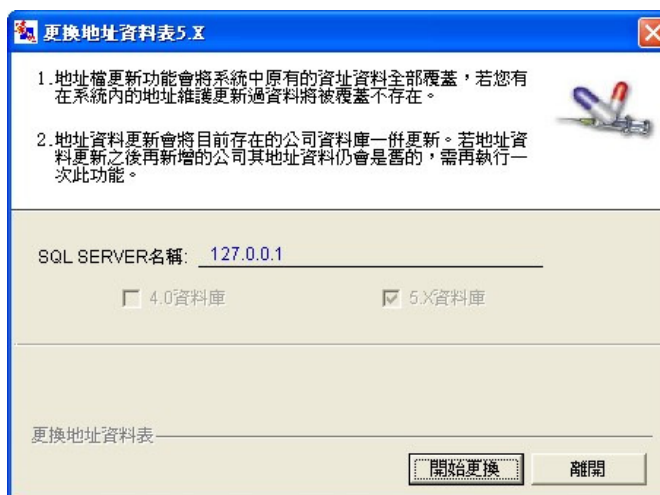 更換地址資料表5.X
1.地址檔更新功能會將系統中原有的資址資料全部覆蓋，若您有
在系統內的地址維護更新過資料將被覆蓋不存在。
2.地址資料更新會將目前存在的公司資料庫一併更新。若地址資
料更新之後再新增的公司其地址資料仍會是舊的，需再執行一
次此功能。
SQL SERVER名稱: 127.0.0.1
4.0資料庫 5.X資料庫
更換地址資料表
開始更換 離開